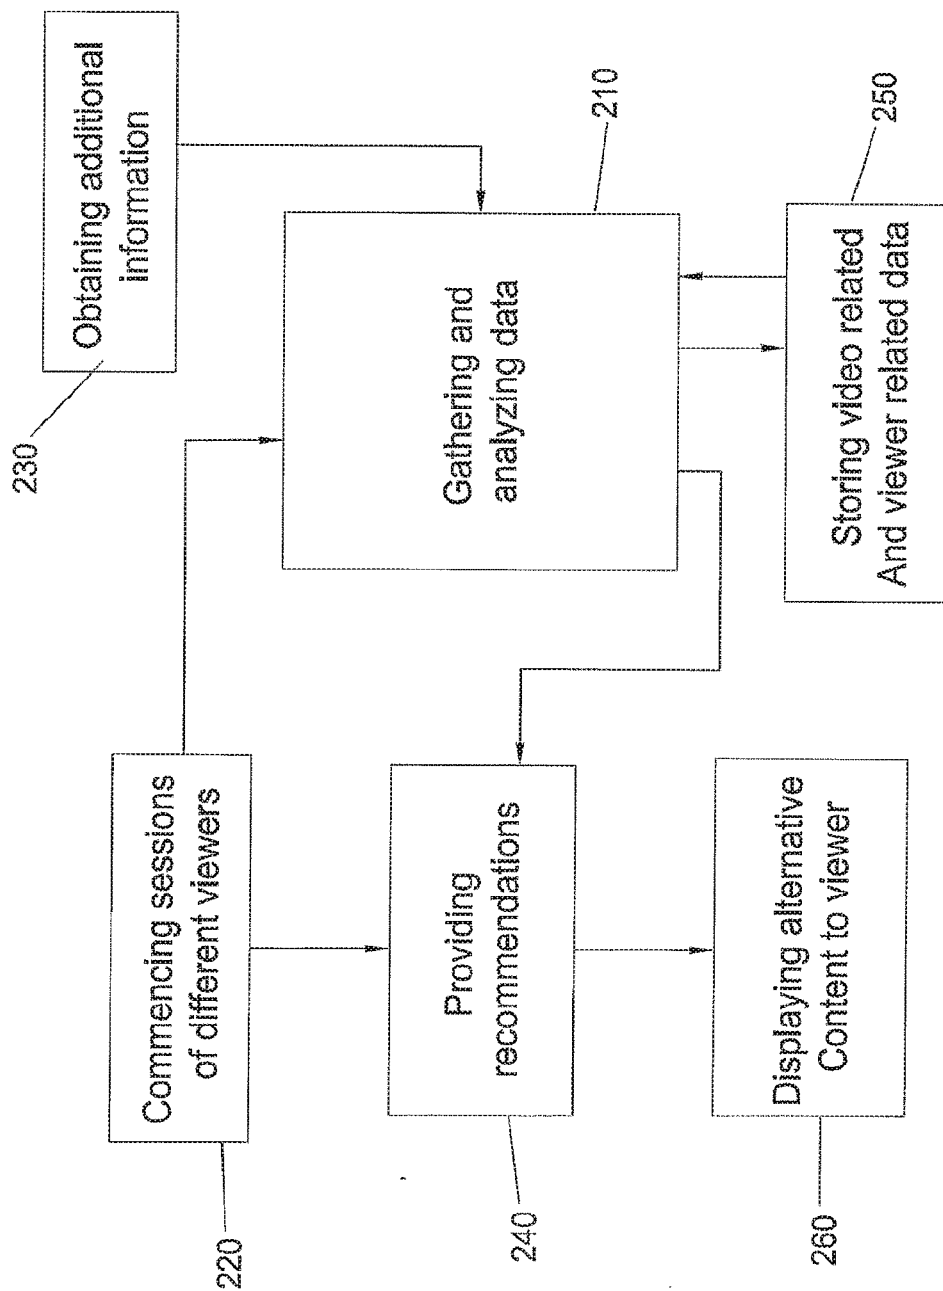 Commencing sessions
of different viewers
220
Obtaining additional
information
230
Providing
recommendations
240
Gathering and
analyzing data
210
Displaying alternative
Content to viewer
260
Storing video related
And viewer related data
250